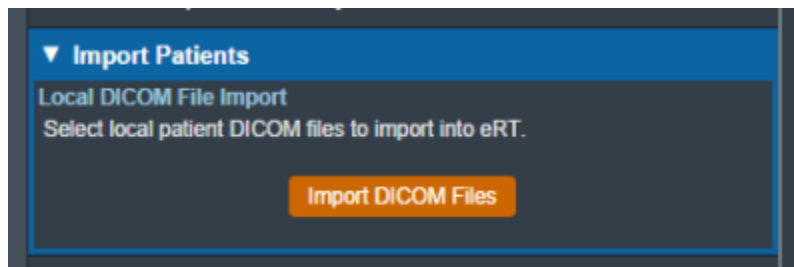 Import Patients
Local DICOM File Import
Select local patient DICOM files to import into eRT.
Import DICOM Files